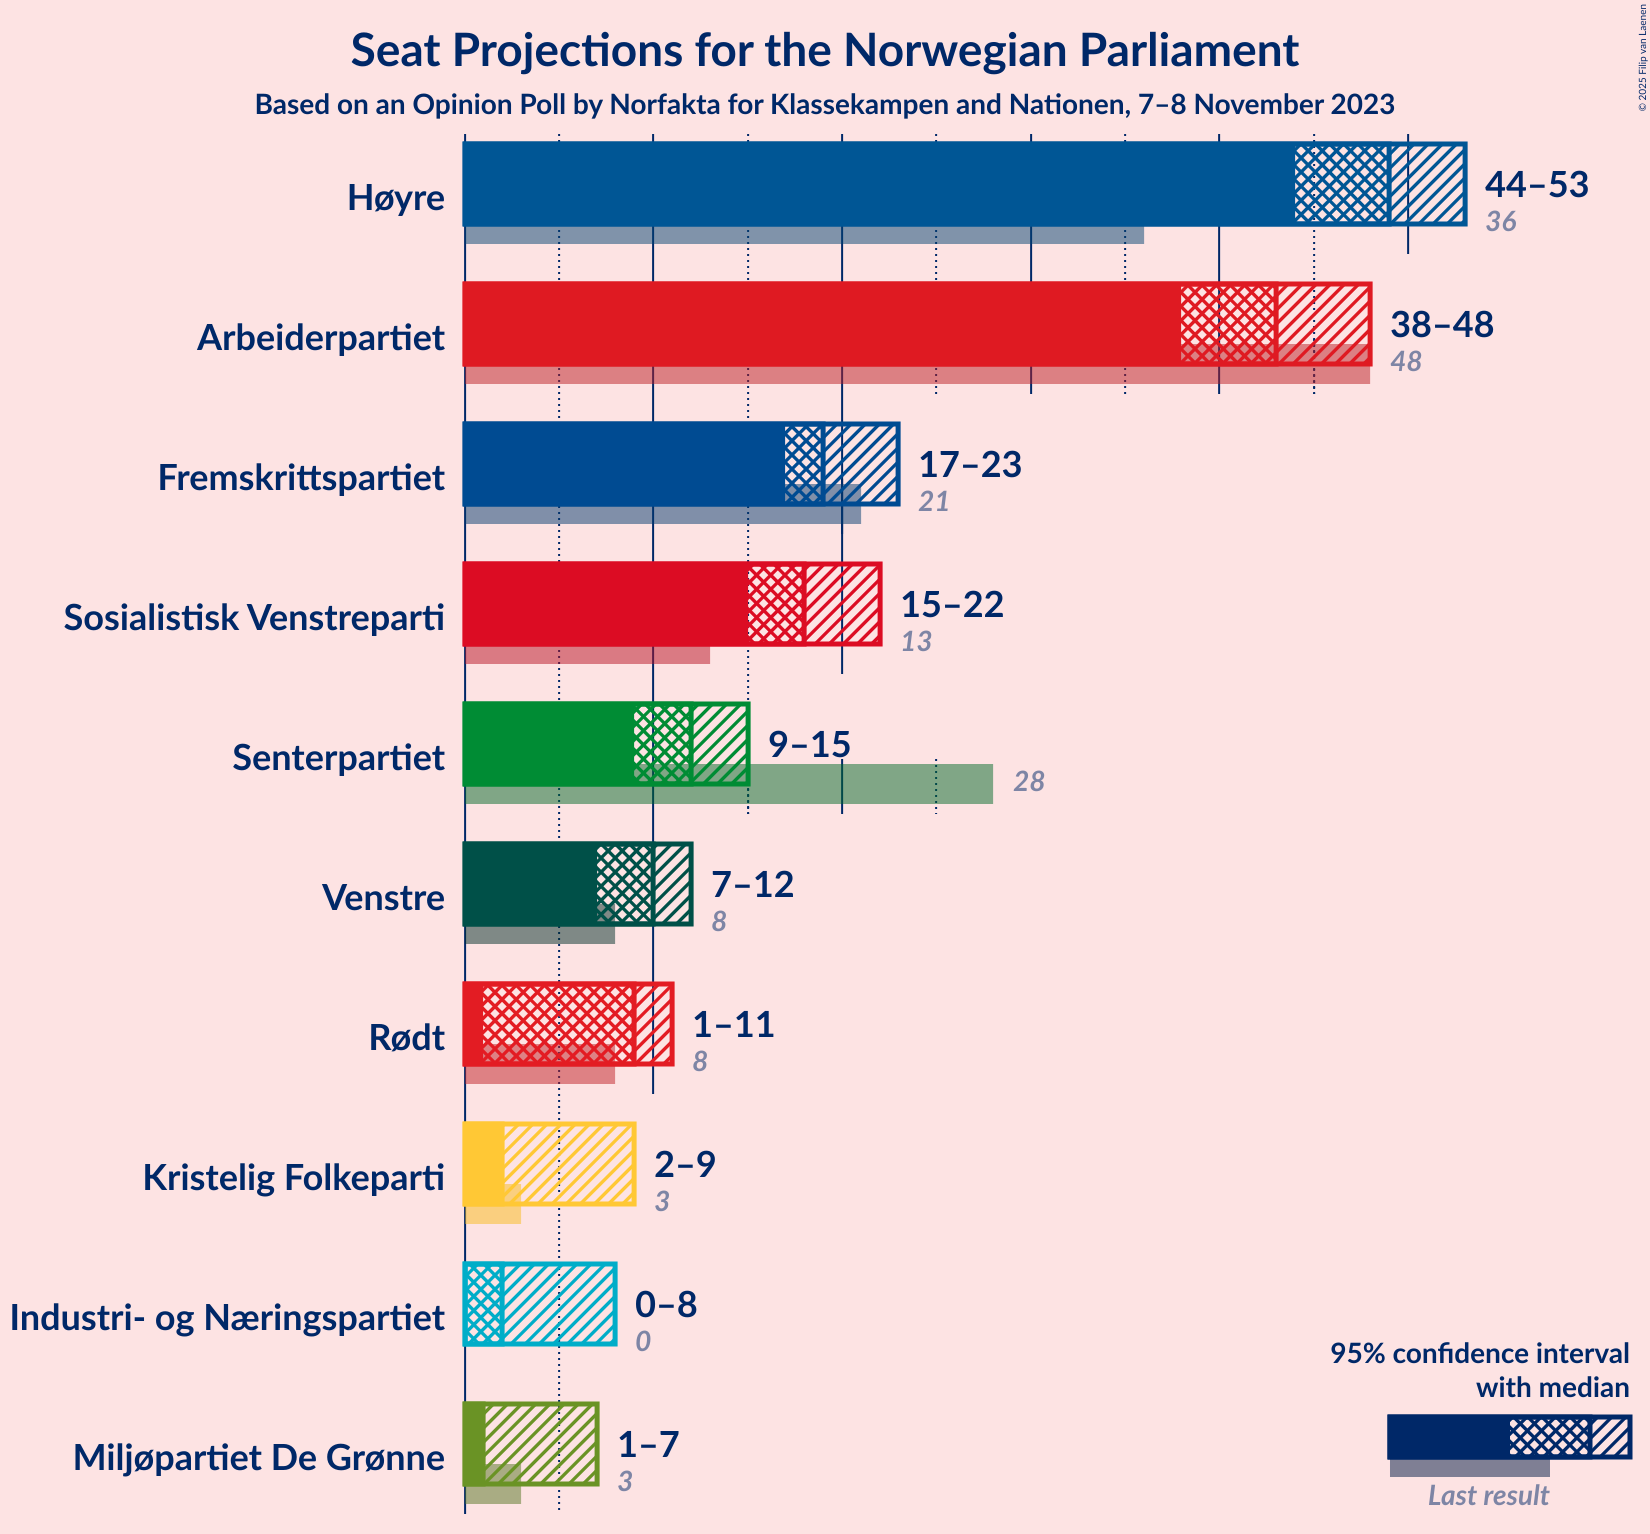 Seat Projections for the Norwegian Parliament
Based on an Opinion Poll by Norfakta for Klassekampen and Nationen, 7–8 November 2023
© 2025 Filip van Laenen
Høyre
44–53
36
Arbeiderpartiet
38–48
48
Fremskrittspartiet
17–23
21
Sosialistisk Venstreparti
15–22
13
Senterpartiet
9–15
28
Venstre
7–12
8
Rødt
1–11
8
Kristelig Folkeparti
2–9
3
Industri- og Næringspartiet
0–8
0
Miljøpartiet De Grønne
1–7
3
95% confidence interval
with median
Last result